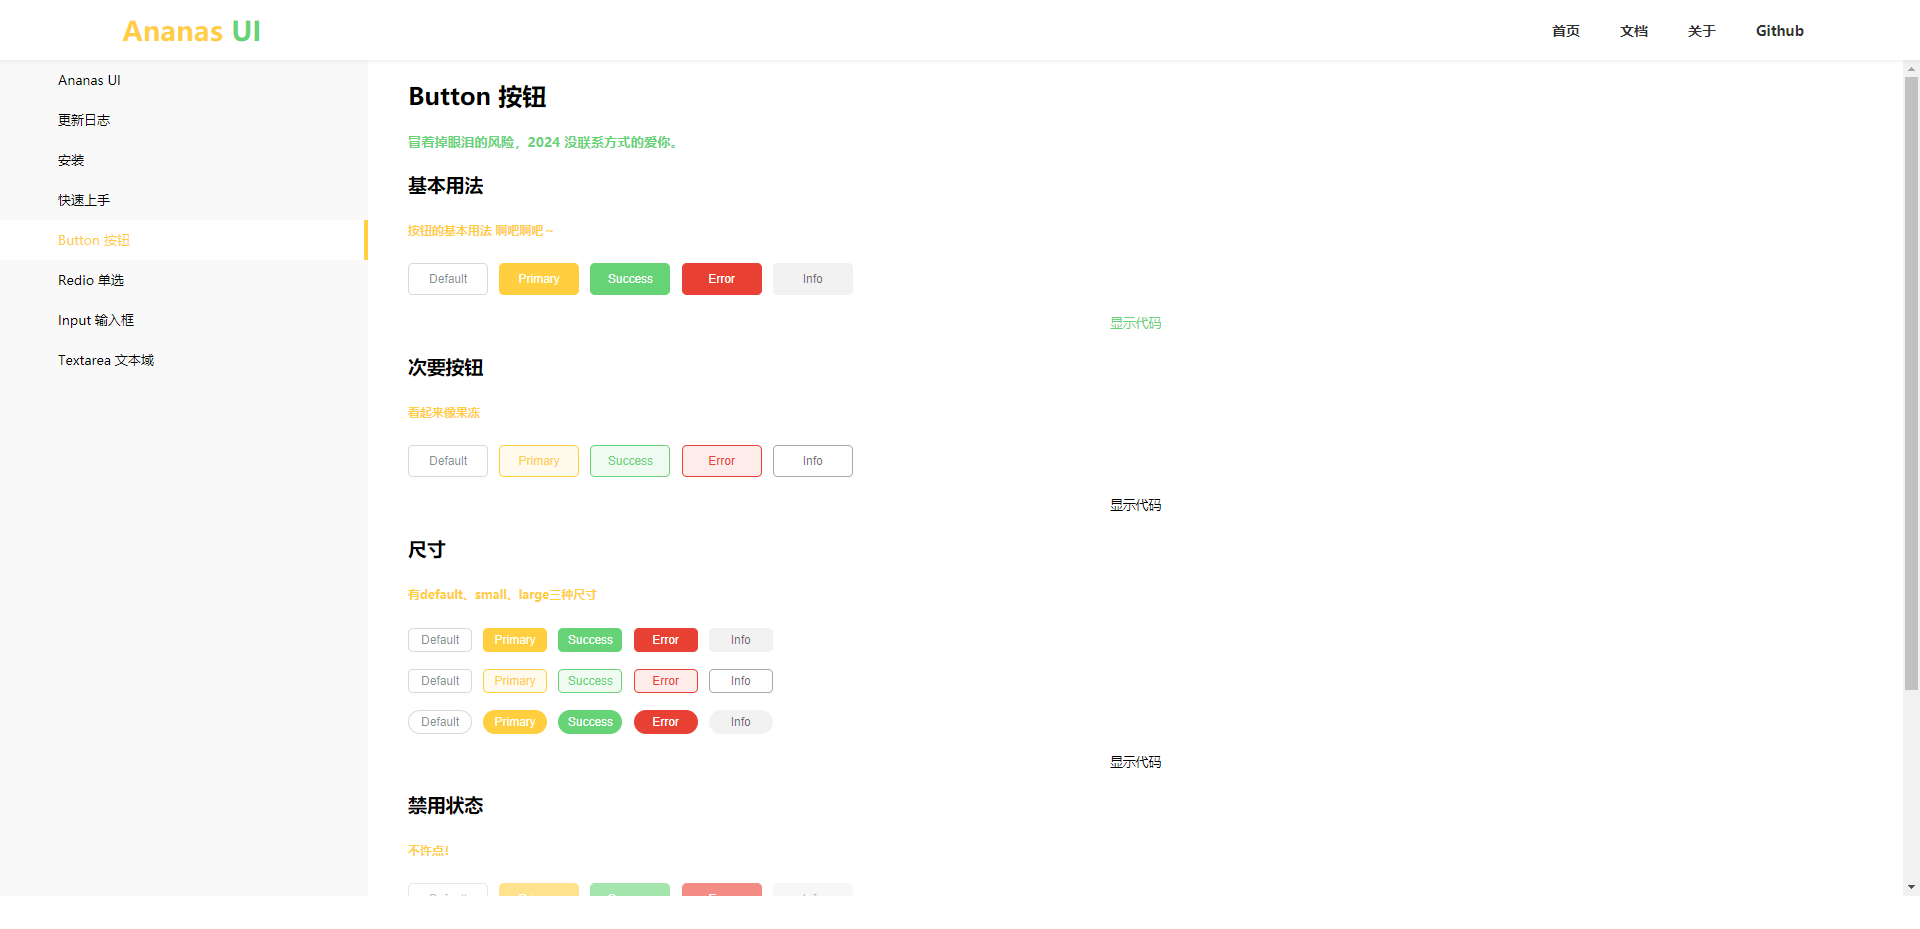 Ananas UI
首页 文档 关于 Github
Ananas UI
更新日志
安装
快速上手
Button 按钮
Redio 单选
Input 输入框
Textarea 文本域
Button 按钮
冒着掉眼泪的风险，2024 没联系方式的爱你。
基本用法
按钮的基本用法 啊吧啊吧～
Default Primary Success Error Info
显示代码
次要按钮
看起来像果冻
Default Primary Success Error Info
显示代码
尺寸
有default、small、large三种尺寸
Default Primary Success Error Info
Default Primary Success Error Info
Default Primary Success Error Info
显示代码
禁用状态
不许点！